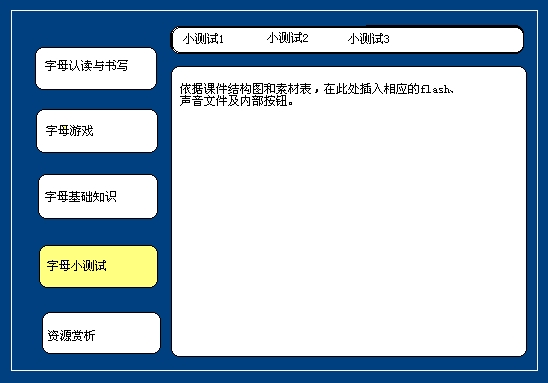 小测试1 小测试2 小测试3
字母认读与书写
依据课件结构图和素材表，在此处插入相应的flash、
声音文件及内部按钮。
字母游戏
字母基础知识
字母小测试
资源赏析